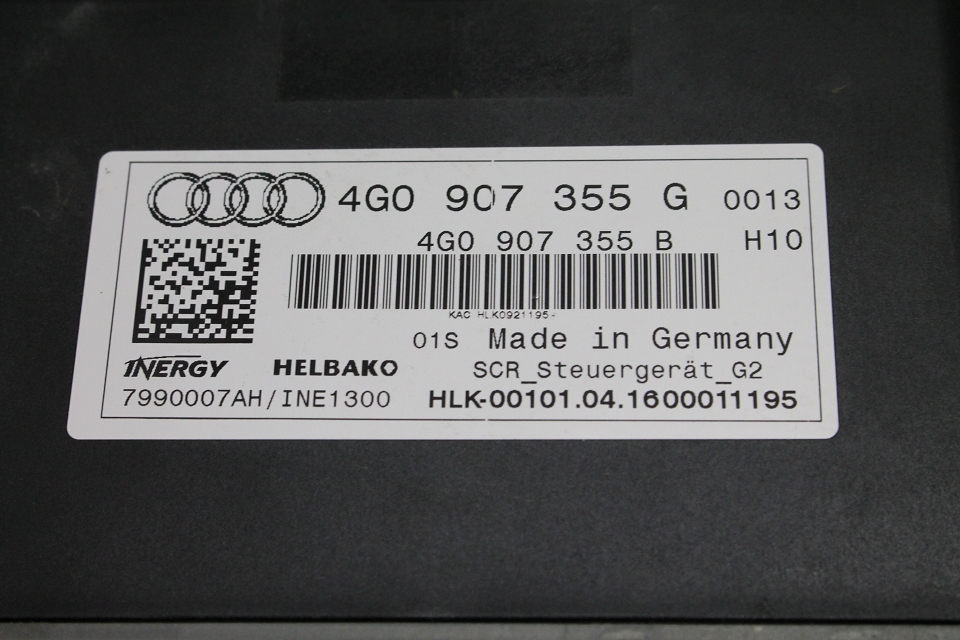 4G0 907 355 G 0013
4G0 907 355 B H10
KAC HLK0921195-
01S Made in Germany
INERGY HELBAKO SCR_Steuergerät_G2
7990007AH/INE1300 HLK-00101.04.1600011195